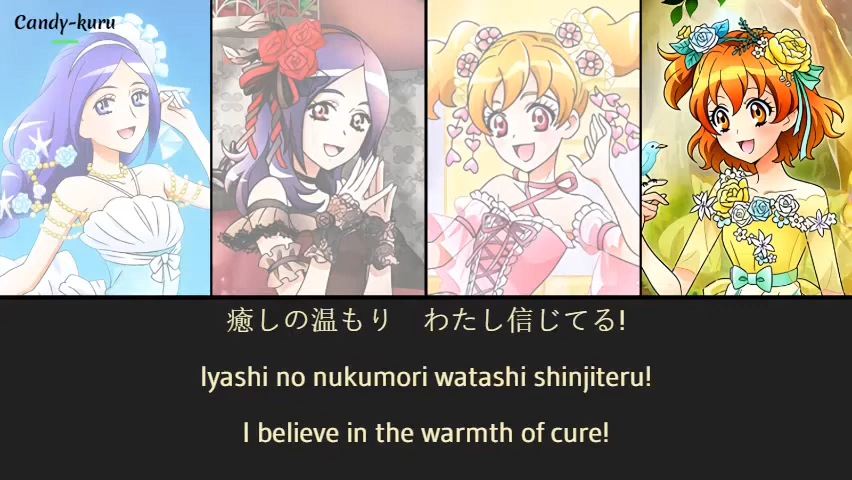 Candy-kuru
癒しの温もり　わたし信じてる!
Iyashi no nukumori watashi shinjiteru!
I believe in the warmth of cure!